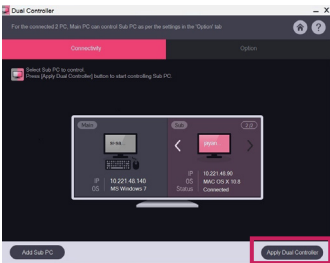 Dual Controller
For the connected 2 PC, Main PC can control Sub PC as per the settings in the 'Option' tab
Connectivity
Option
Select Sub PC to control.
Press [Apply Dual Controller] button to start controlling Sub PC
Main
Sub
2/3
IP 10.221.48.140
OS MS Windows 7
IP 10.221.48.90
OS MAC OS X 10.8
Status Connected
Add Sub PC
Apply Dual Controller